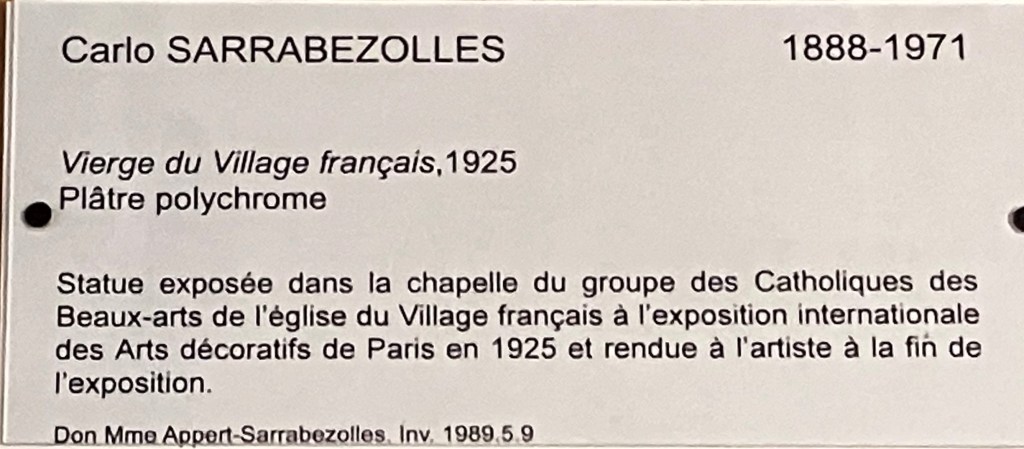 Carlo SARRABEZOLLES 1888-1971
Vierge du Village français,1925
Plâtre polychrome
Statue exposée dans la chapelle du groupe des Catholiques des
Beaux-arts de l'église du Village français à l'exposition internationale
des Arts décoratifs de Paris en 1925 et rendue à l'artiste à la fin de
l'exposition.
Don Mme Appert-Sarrabezolles. Inv. 1989.5.9